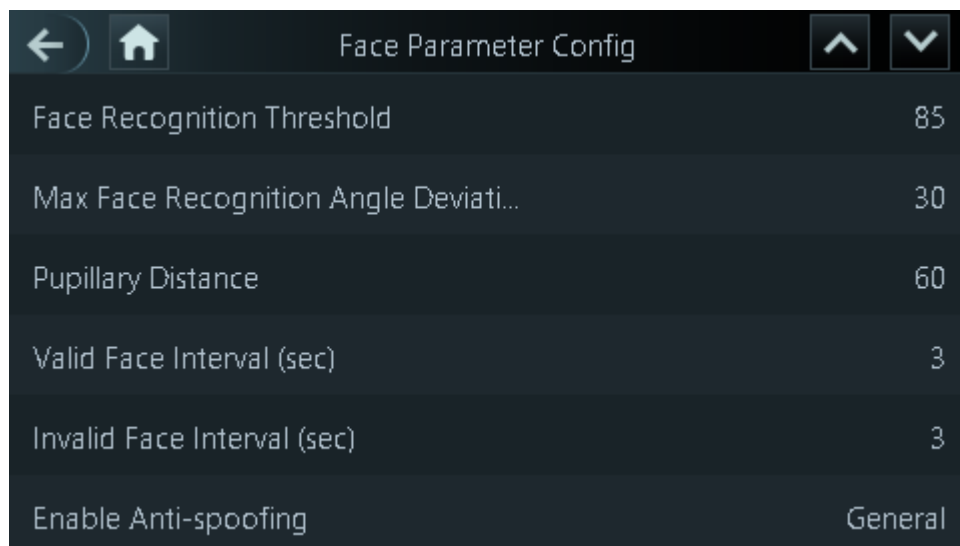 Face Parameter Config
Face Recognition Threshold 85
Max Face Recognition Angle Deviati... 30
Pupillary Distance 60
Valid Face Interval (sec) 3
Invalid Face Interval (sec) 3
Enable Anti-spoofing General